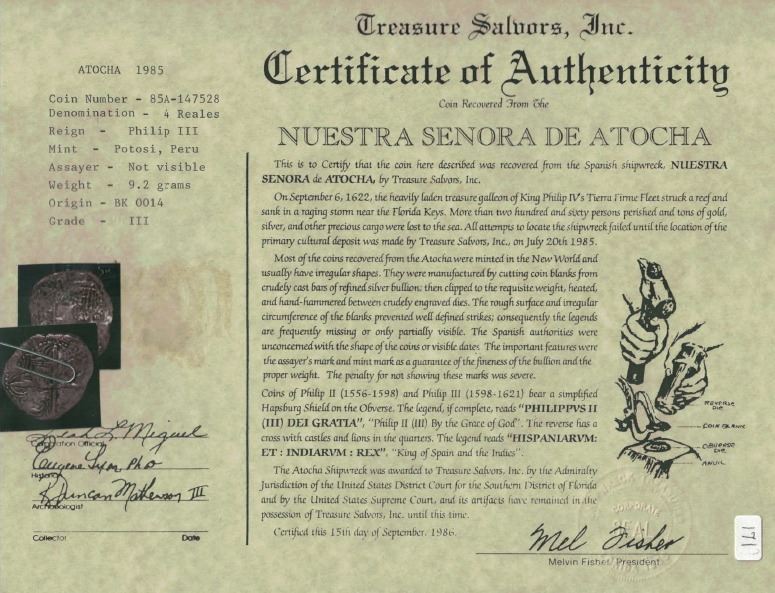 Treasure Salvors, Inc.
Certificate of Authenticity
Coin Recovered From The
NUESTRA SENORA DE ATOCHA
ATOCHA 1985
Coin Number - 85A-147528
Denomination - 4 Reales
Reign - Philip III
Mint - Potosi, Peru
Assayer - Not visible
Weight - 9.2 grams
Origin - BK 0014
Grade - III
This is to Certify that the coin here described was recovered from the Spanish shipwreck, NUESTRA
SENORA de ATOCHA, by Treasure Salvors, Inc.
On September 6, 1622, the heavily laden treasure galleon of King Philip IV's Tierra Firme Fleet struck a reef and
sank in a raging storm near the Florida Keys. More than two hundred and sixty persons perished and tons of gold,
silver, and other precious cargo were lost to the sea. All attempts to locate the shipwreck failed until the location of the
primary cultural deposit was made by Treasure Salvors, Inc., on July 20th 1985.
Most of the coins recovered from the Atocha were minted in the New World and
usually have irregular shapes. They were manufactured by cutting coin blanks from
crudely cast bars of refined silver bullion; then clipped to the requisite weight, heated,
and hand-hammered between crudely engraved dies. The rough surface and irregular
circumference of the blanks prevented well defined strikes; consequently the legends
are frequently missing or only partially visible. The Spanish authorities were
unconcerned with the shape of the coins or visible dates. The important features were
the assayer's mark and mint mark as a guarantee of the fineness of the bullion and the
proper weight. The penalty for not showing these marks was severe.
Coins of Philip II (1556-1598) and Philip III (1598-1621) bear a simplified
Hapsburg Shield on the Obverse. The legend, if complete, reads "PHILIPPVS II
(III) DEI GRATIA", "Philip II (III) By the Grace of God". The reverse has a
cross with castles and lions in the quarters. The legend reads "HISPANIARVM:
ET : INDIARVM : REX", "King of Spain and the Indies".
The Atocha Shipwreck was awarded to Treasure Salvors, Inc. by the Admiralty
Jurisdiction of the United States District Court for the Southern District of Florida
and by the United States Supreme Court, and its artifacts have remained in the
possession of Treasure Salvors, Inc. until this time.
Certified this 15th day of September, 1986.
REVERSE
DIE
COIN BLANK
OBVERSE
DIE
ANVIL
Leah L Miguel
Corporation Official
Eugene Lyon PhD
Historian
R Duncan Mathewson III
Archaeologist
Collector Date
Mel Fisher
Melvin Fisher, President
CORPORATE
SEAL
171